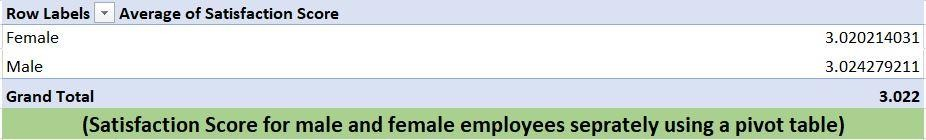 Row Labels Average of Satisfaction Score
Female 3.020214031
Male 3.024279211
Grand Total 3.022
(Satisfaction Score for male and female employees seprately using a pivot table)